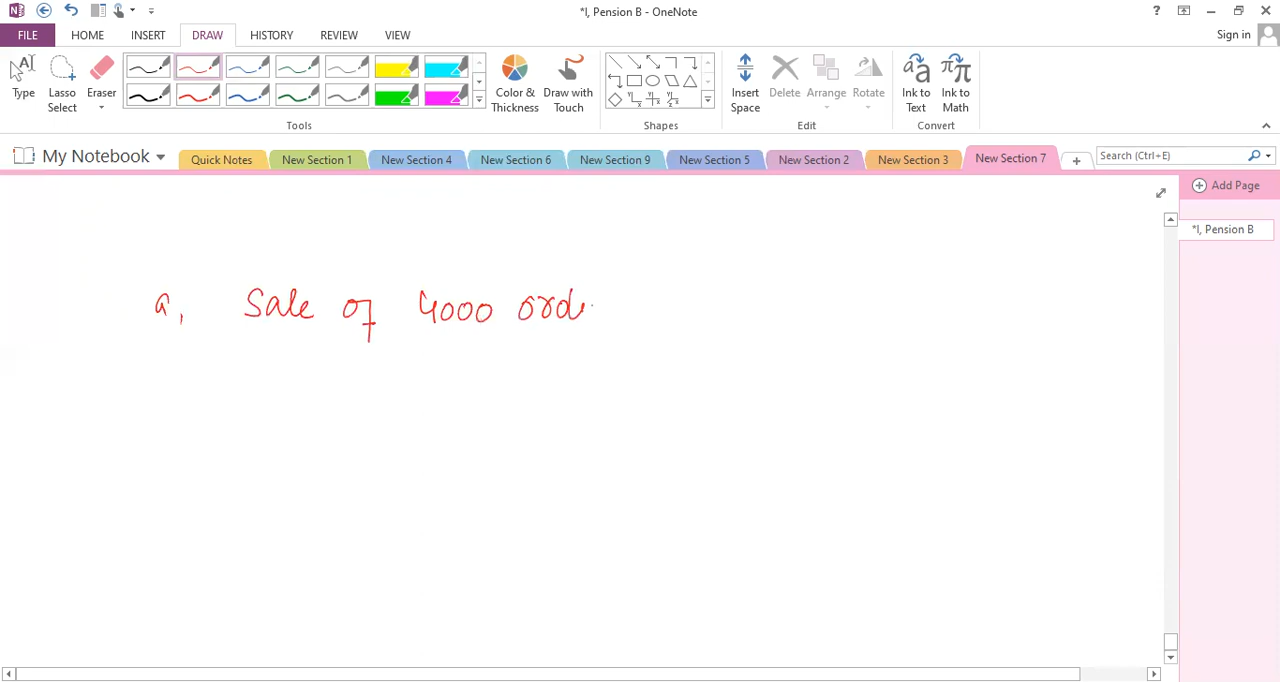 *I, Pension B - OneNote
?
FILE HOME INSERT DRAW HISTORY REVIEW VIEW Sign in
Type Lasso Select Eraser Color & Thickness Draw with Touch Insert Space Delete Arrange Rotate Ink to Text Ink to Math
Tools Shapes Edit Convert
My Notebook Quick Notes New Section 1 New Section 4 New Section 6 New Section 9 New Section 5 New Section 2 New Section 3 New Section 7 + Search (Ctrl+E)
Add Page
*I, Pension B
a, Sale of 4000 orde